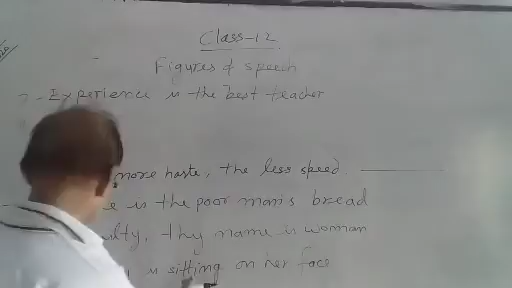 Class-12
Figures of speech
7 - Experience is the best teacher
more haste, the less speed.
is the poor man's bread
thy name is woman
is sitting on her face